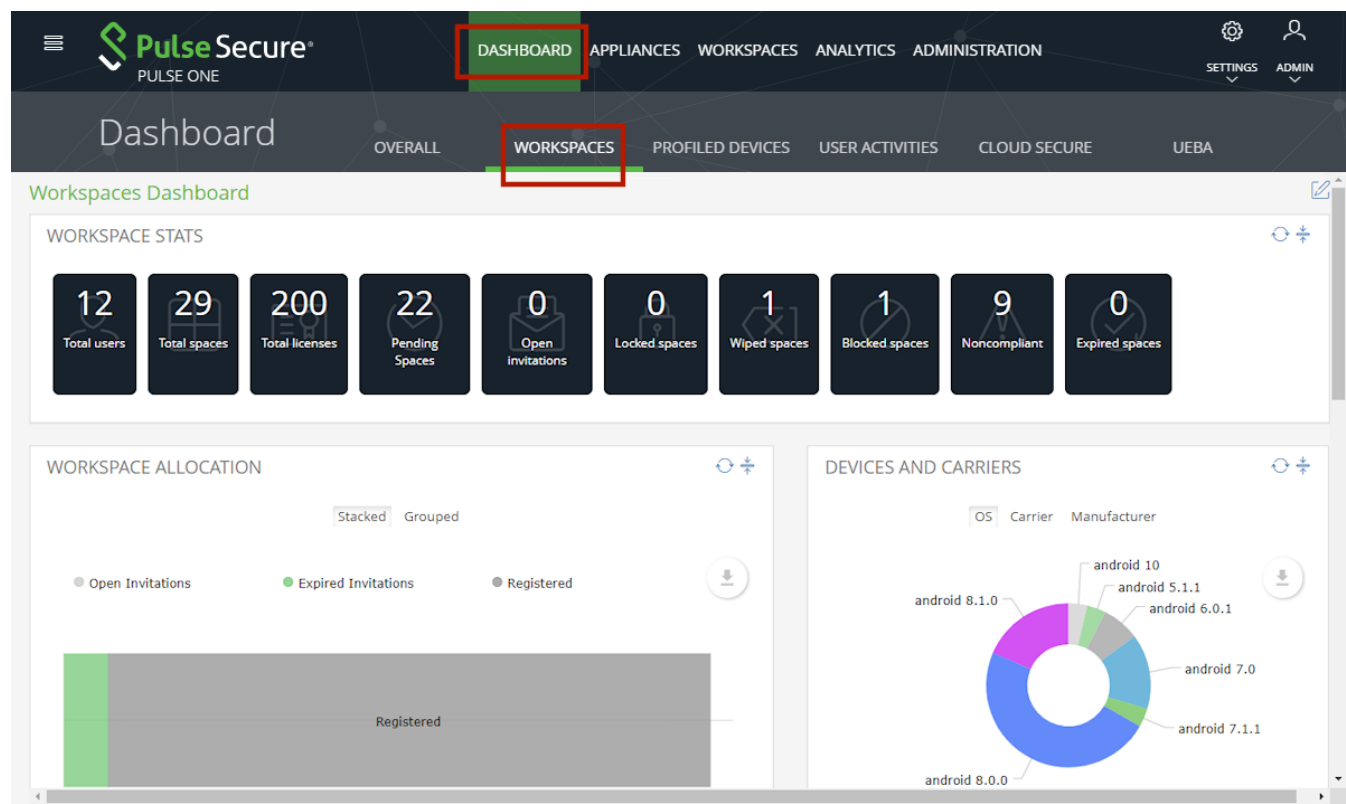 Pulse Secure®
PULSE ONE
DASHBOARD APPLIANCES WORKSPACES ANALYTICS ADMINISTRATION
SETTINGS ADMIN
Dashboard
OVERALL WORKSPACES PROFILED DEVICES USER ACTIVITIES CLOUD SECURE UEBA
Workspaces Dashboard
WORKSPACE STATS
12
Total users
29
Total spaces
200
Total licenses
22
Pending
Spaces
0
Open
invitations
0
Locked spaces
1
Wiped spaces
1
Blocked spaces
9
Noncompliant
0
Expired spaces
WORKSPACE ALLOCATION
Stacked Grouped
Open Invitations Expired Invitations Registered
Registered
DEVICES AND CARRIERS
OS Carrier Manufacturer
android 10
android 5.1.1
android 6.0.1
android 8.1.0
android 7.0
android 7.1.1
android 8.0.0